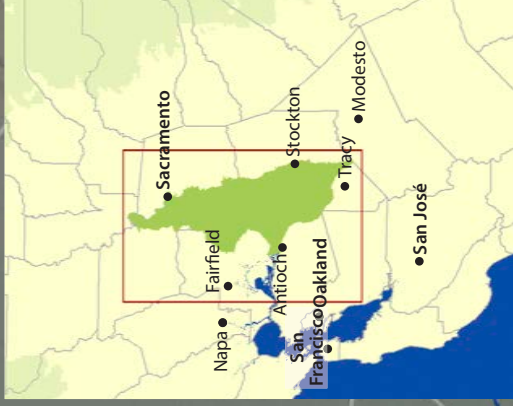 Sacramento
Stockton
Modesto
Tracy
Fairfield
Napa
Antioch
San
Francisco
Oakland
San José